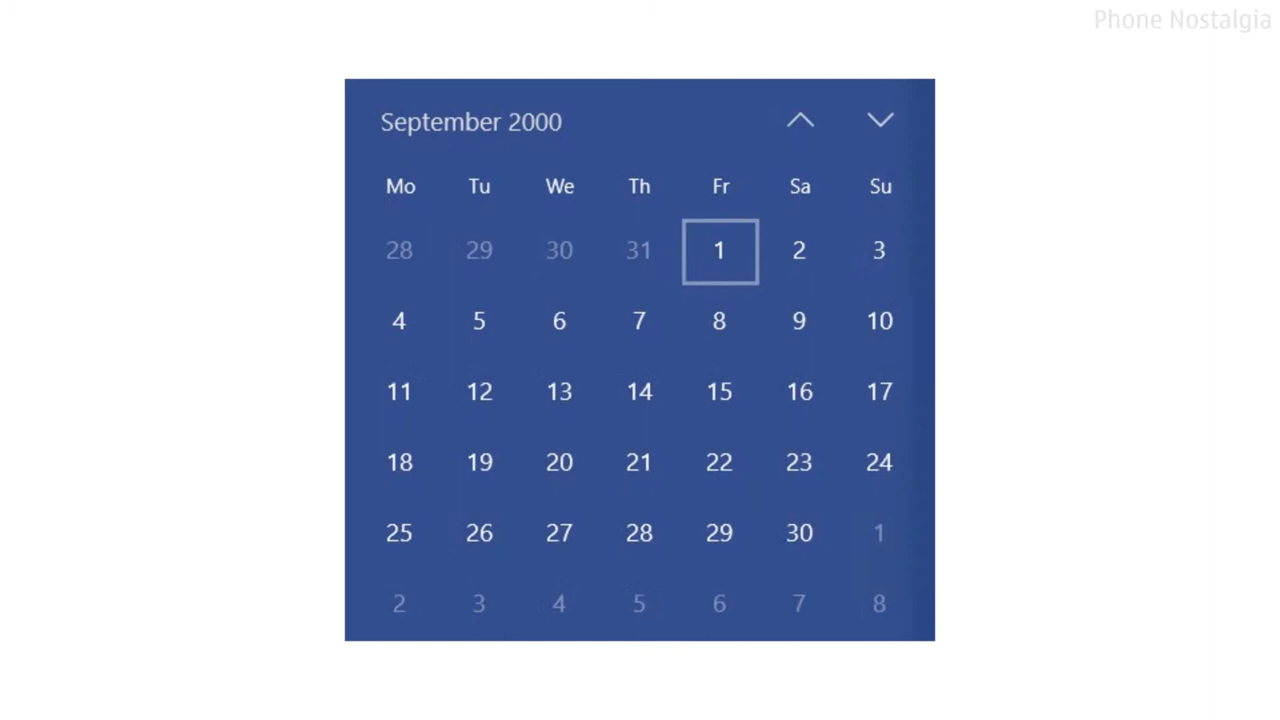 Phone Nostalgia
September 2000
Mo Tu We Th Fr Sa Su
28 29 30 31 1 2 3
4 5 6 7 8 9 10
11 12 13 14 15 16 17
18 19 20 21 22 23 24
25 26 27 28 29 30 1
2 3 4 5 6 7 8